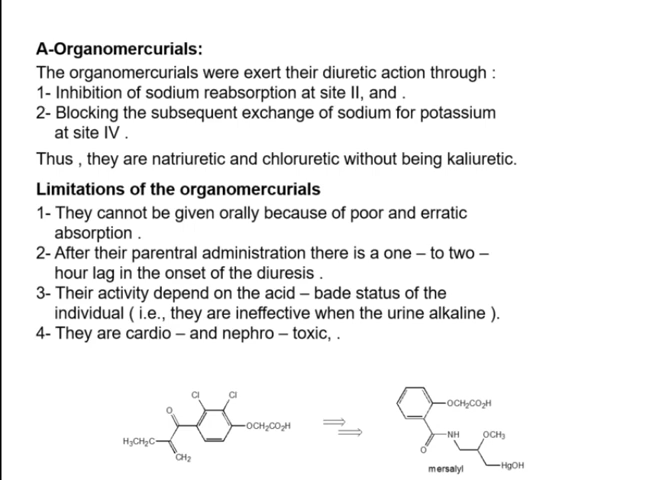 A-Organomercurials:
The organomercurials were exert their diuretic action through :
1- Inhibition of sodium reabsorption at site II, and .
2- Blocking the subsequent exchange of sodium for potassium
at site IV .
Thus , they are natriuretic and chloruretic without being kaliuretic.
Limitations of the organomercurials
1- They cannot be given orally because of poor and erratic
absorption .
2- After their parentral administration there is a one – to two –
hour lag in the onset of the diuresis .
3- Their activity depend on the acid – bade status of the
individual ( i.e., they are ineffective when the urine alkaline ).
4- They are cardio – and nephro – toxic, .
Cl Cl
O
OCH₂CO₂H
H₃CH₂C
CH₂
OCH₂CO₂H
NH OCH₃
O
HgOH
mersalyl